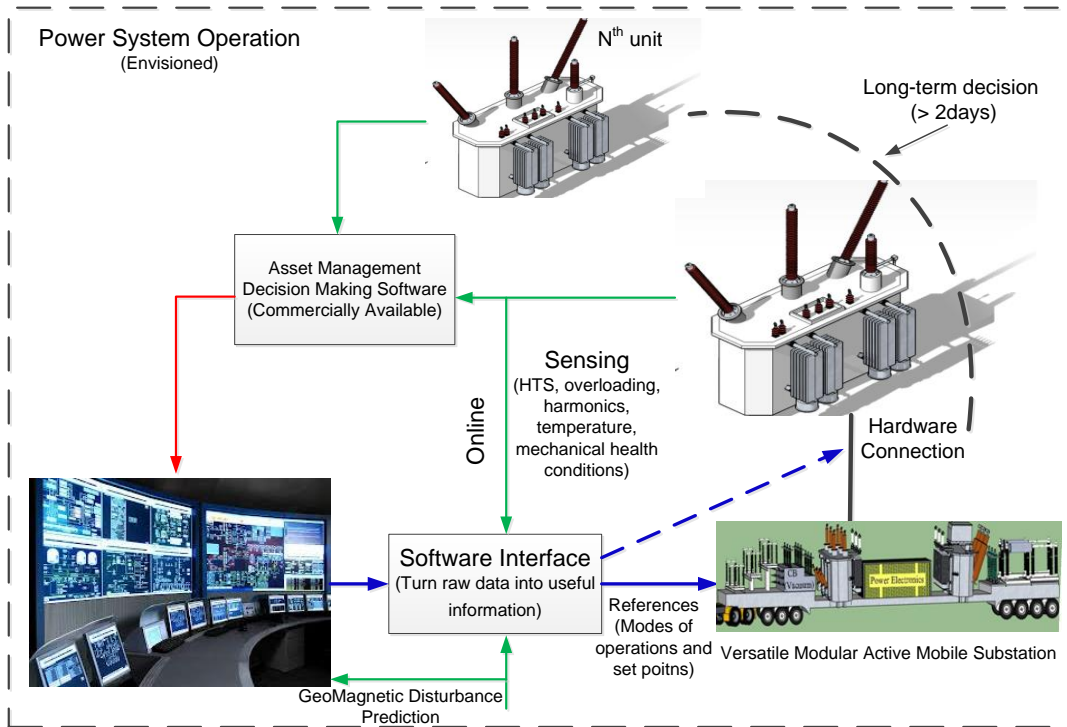 Power System Operation
(Envisioned)
Nth unit
Long-term decision
(> 2days)
Asset Management
Decision Making Software
(Commercially Available)
Sensing
(HTS, overloading,
harmonics,
temperature,
mechanical health
conditions)
Online
Hardware
Connection
Software Interface
(Turn raw data into useful
information)
References
(Modes of
operations and
set poitns)
CB
Vacuum
Power Electronics
Versatile Modular Active Mobile Substation
GeoMagnetic Disturbance
Prediction